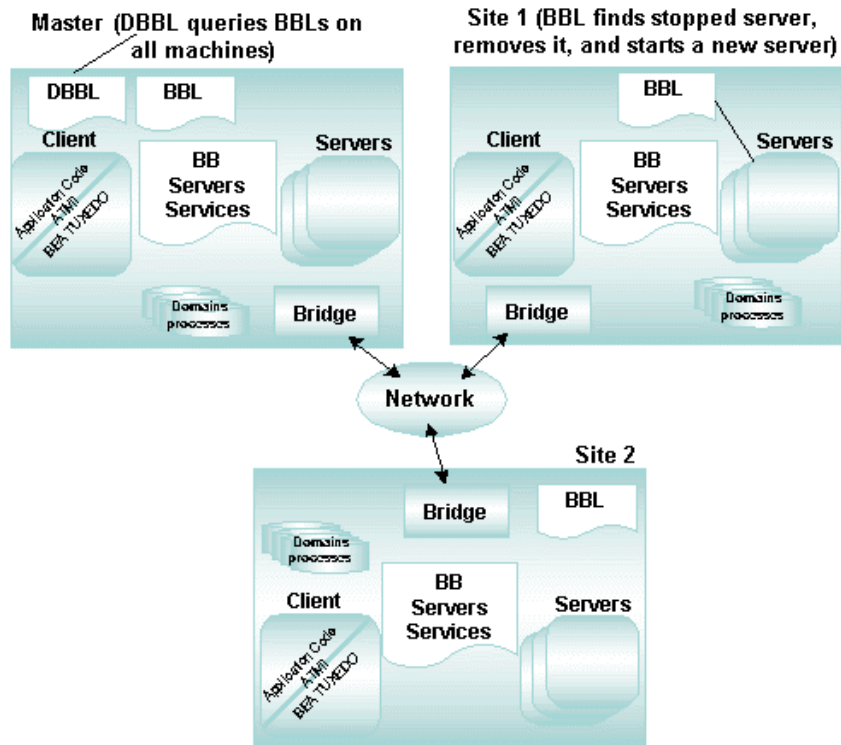 Master (DBBL queries BBLs on
all machines)
DBBL
BBL
Client
Servers
BB
Servers
Services
Application Code
ATMI
BEA TUXEDO
Domains
processes
Bridge
Site 1 (BBL finds stopped server,
removes it, and starts a new server)
BBL
Client
Servers
BB
Servers
Services
Application Code
ATMI
BEA TUXEDO
Bridge
Domains
processes
Network
Site 2
Bridge
BBL
Domains
processes
Client
BB
Servers
Services
Servers
Application Code
ATMI
BEA TUXEDO